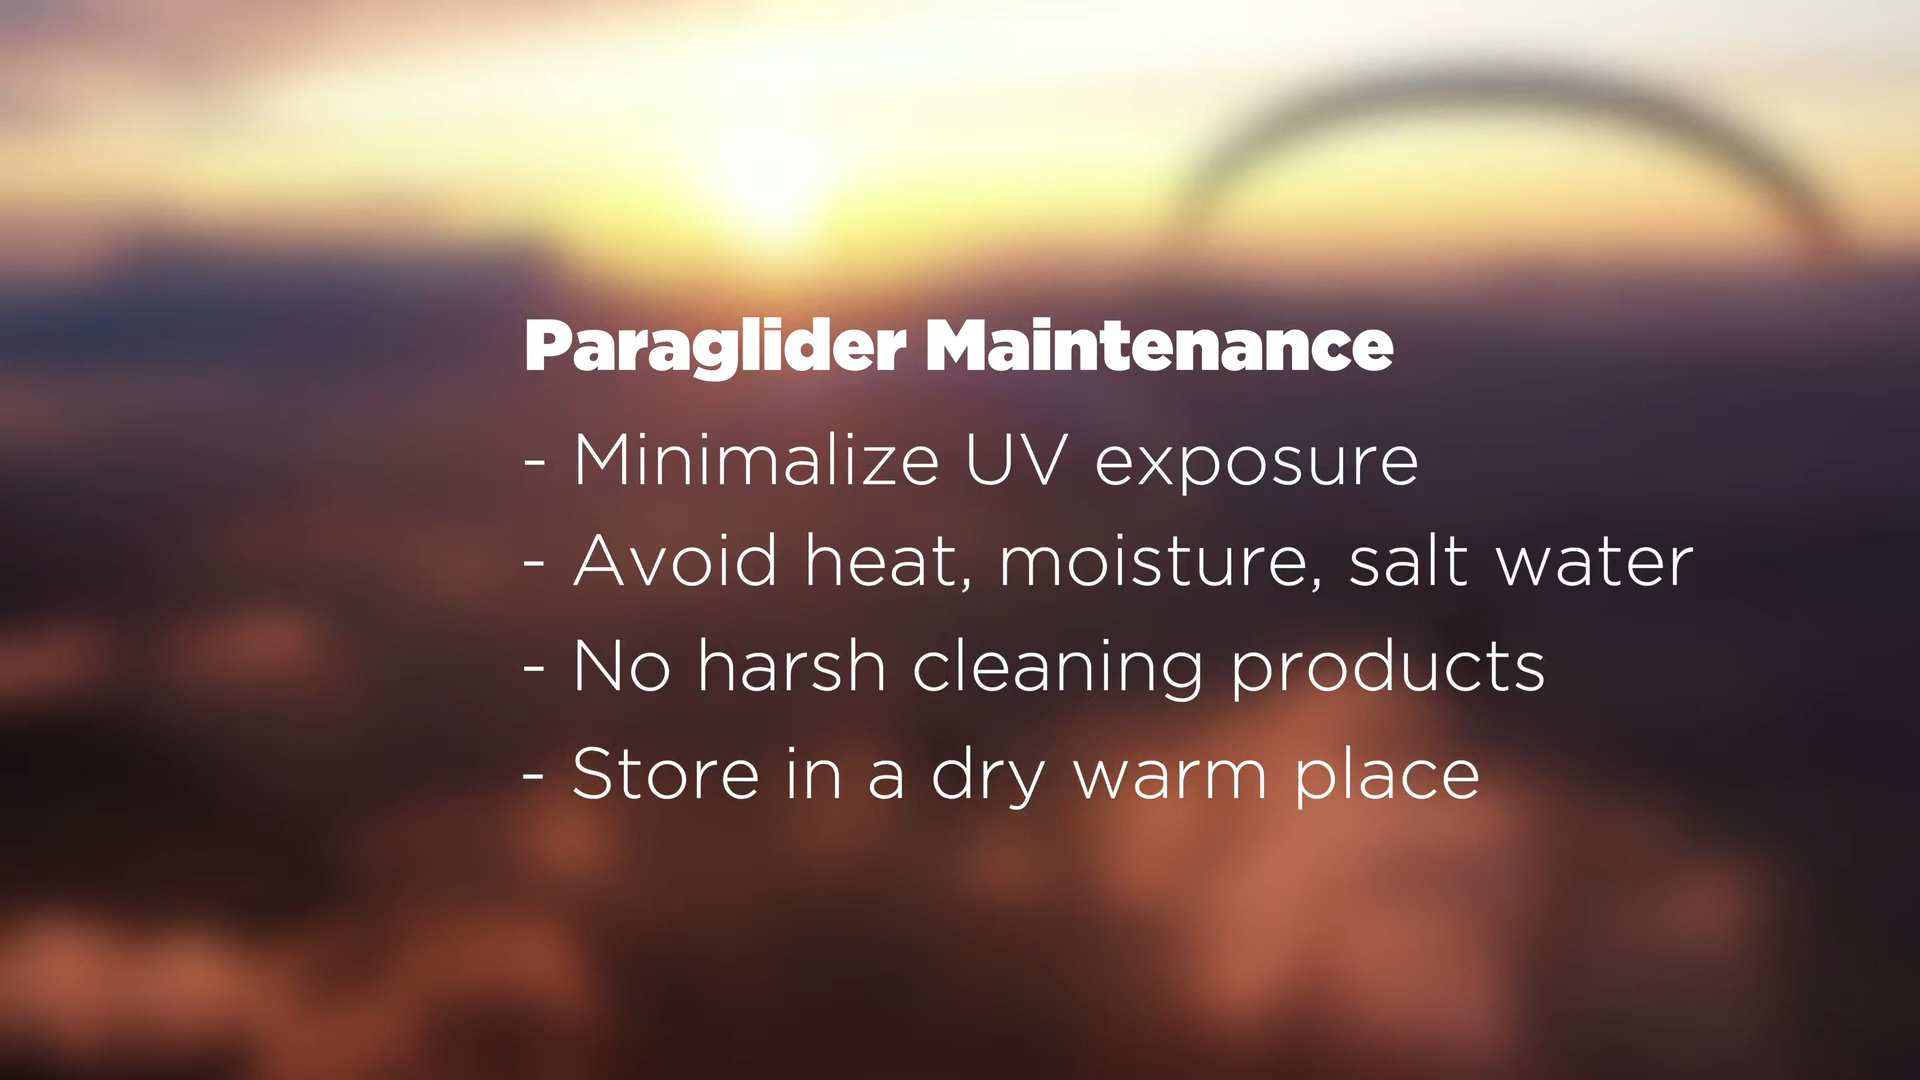 Paraglider Maintenance
- Minimalize UV exposure
- Avoid heat, moisture, salt water
- No harsh cleaning products
- Store in a dry warm place